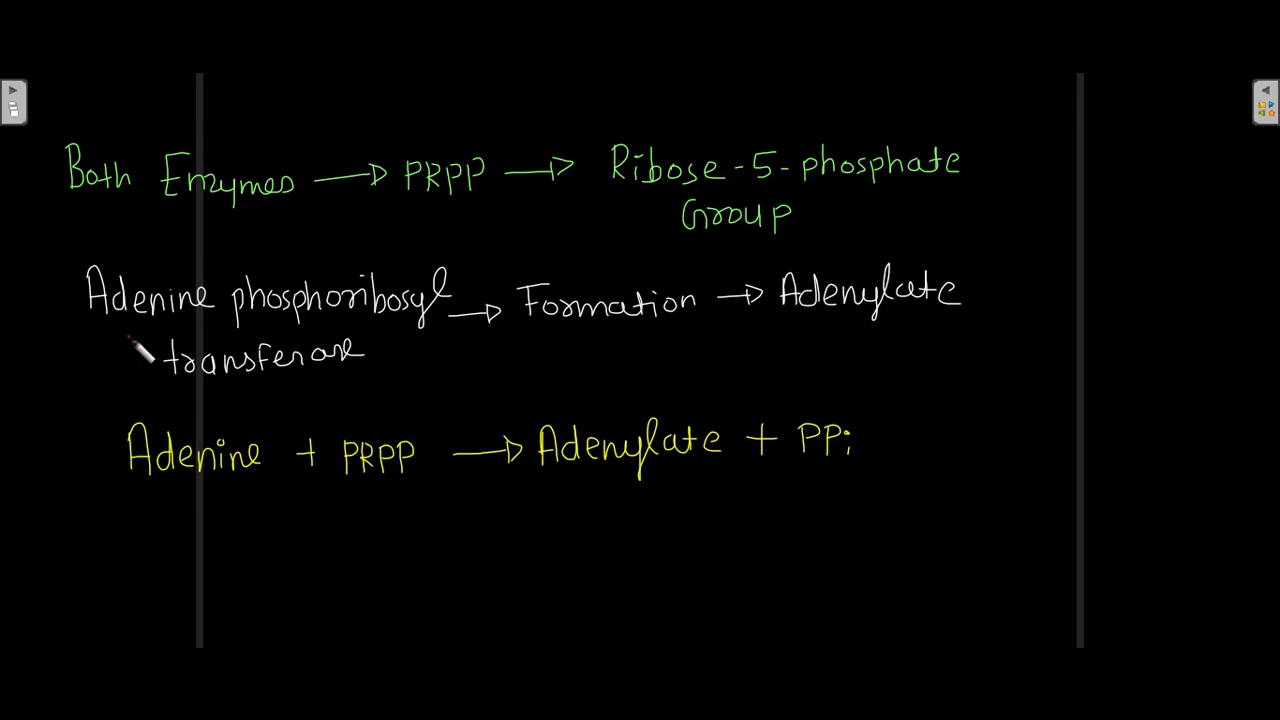 Both Enzymes → PRPP → Ribose-5-phosphate
Group
Adenine phosphoribosyl → Formation → Adenylate
transferase
Adenine + PRPP → Adenylate + PPi